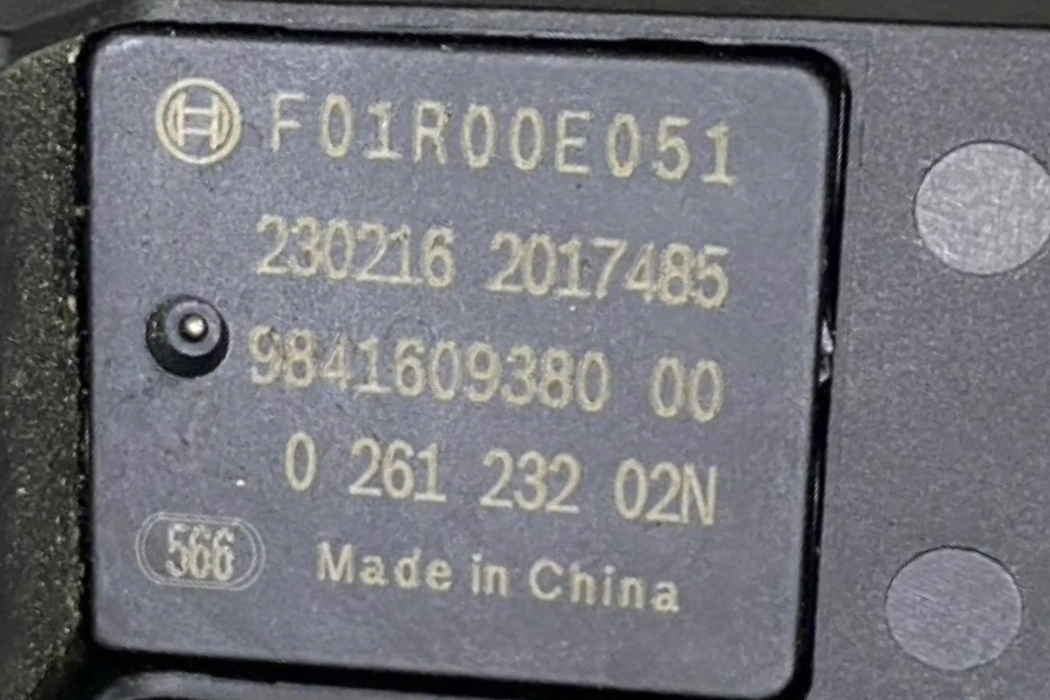 F01R00E051
230216 2017485
9841609380 00
0 261 232 02N
566 Made in China